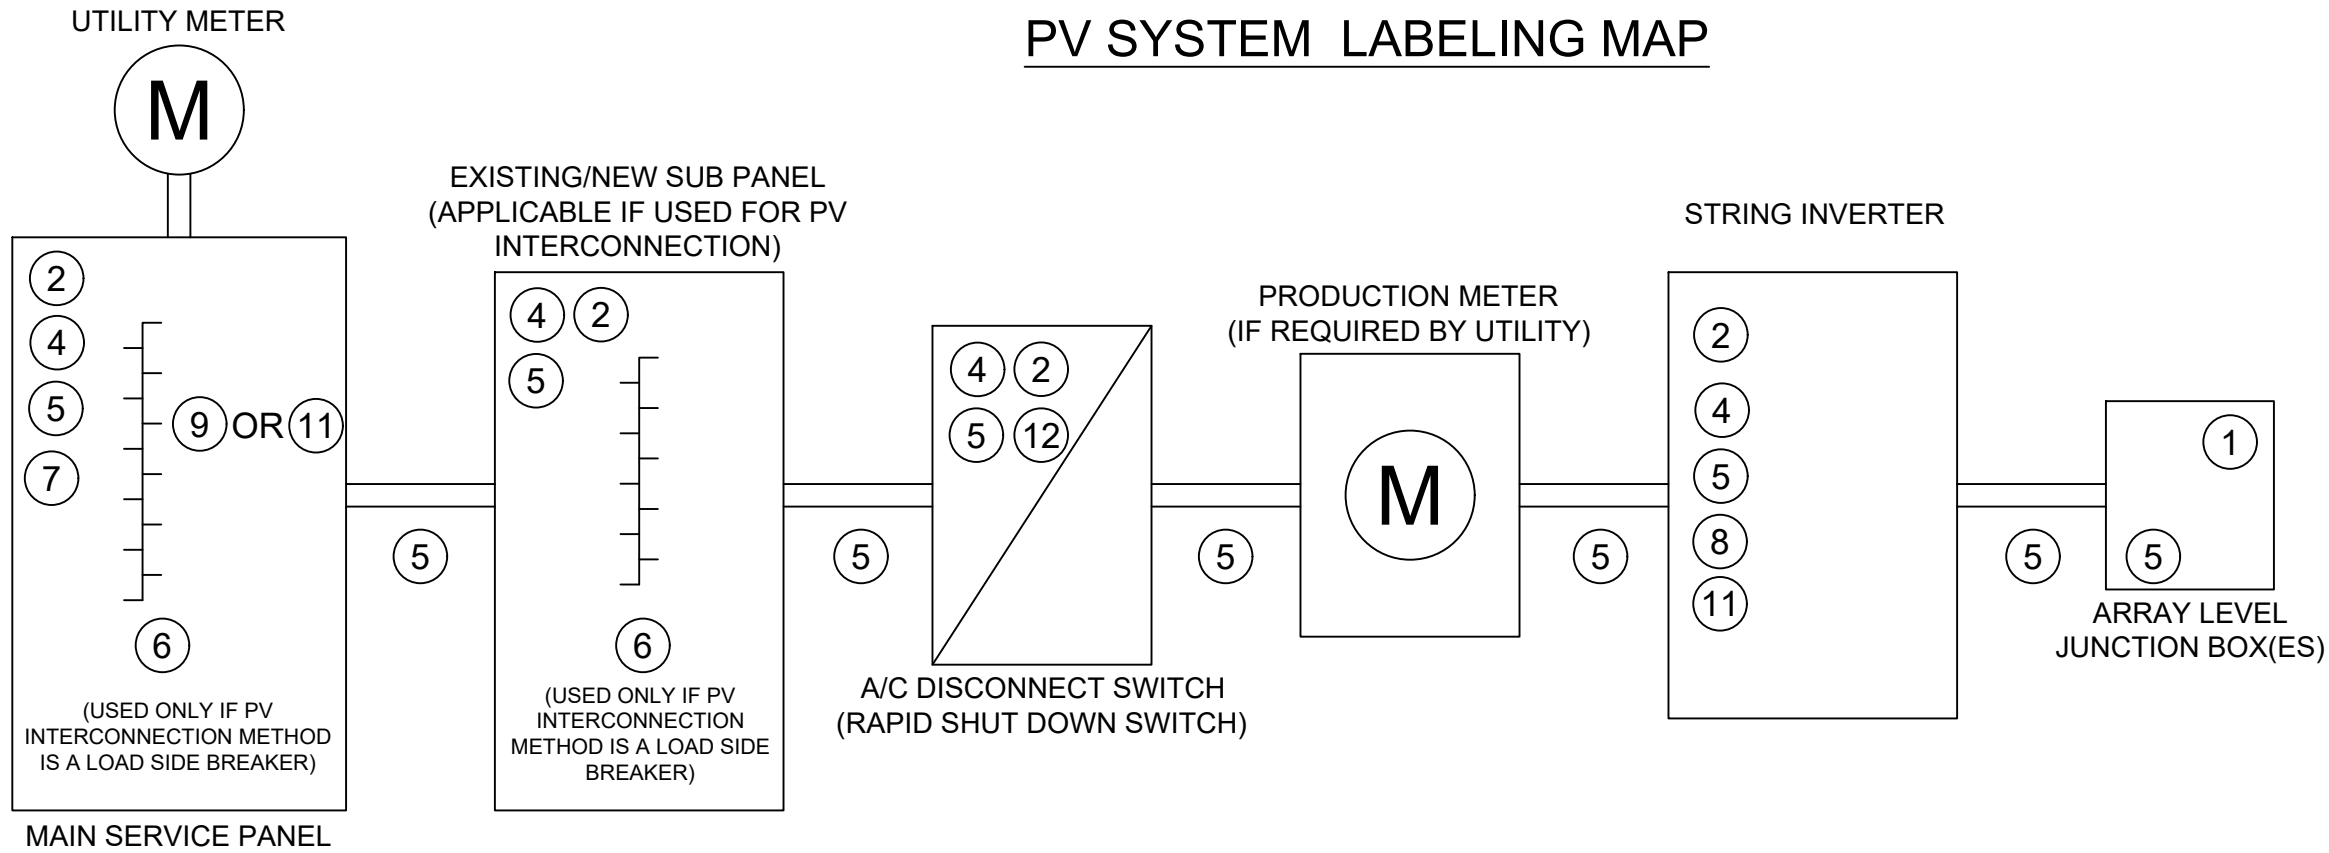 UTILITY METER
PV SYSTEM LABELING MAP
M
EXISTING/NEW SUB PANEL
(APPLICABLE IF USED FOR PV
INTERCONNECTION)
STRING INVERTER
PRODUCTION METER
(IF REQUIRED BY UTILITY)
2
4
5
7
9 OR 11
6
(USED ONLY IF PV
INTERCONNECTION METHOD
IS A LOAD SIDE BREAKER)
MAIN SERVICE PANEL
5
4 2
5
6
(USED ONLY IF PV
INTERCONNECTION
METHOD IS A LOAD SIDE
BREAKER)
5
4 2
5 12
A/C DISCONNECT SWITCH
(RAPID SHUT DOWN SWITCH)
5
M
5
2
4
5
8
11
5
1
5
ARRAY LEVEL
JUNCTION BOX(ES)